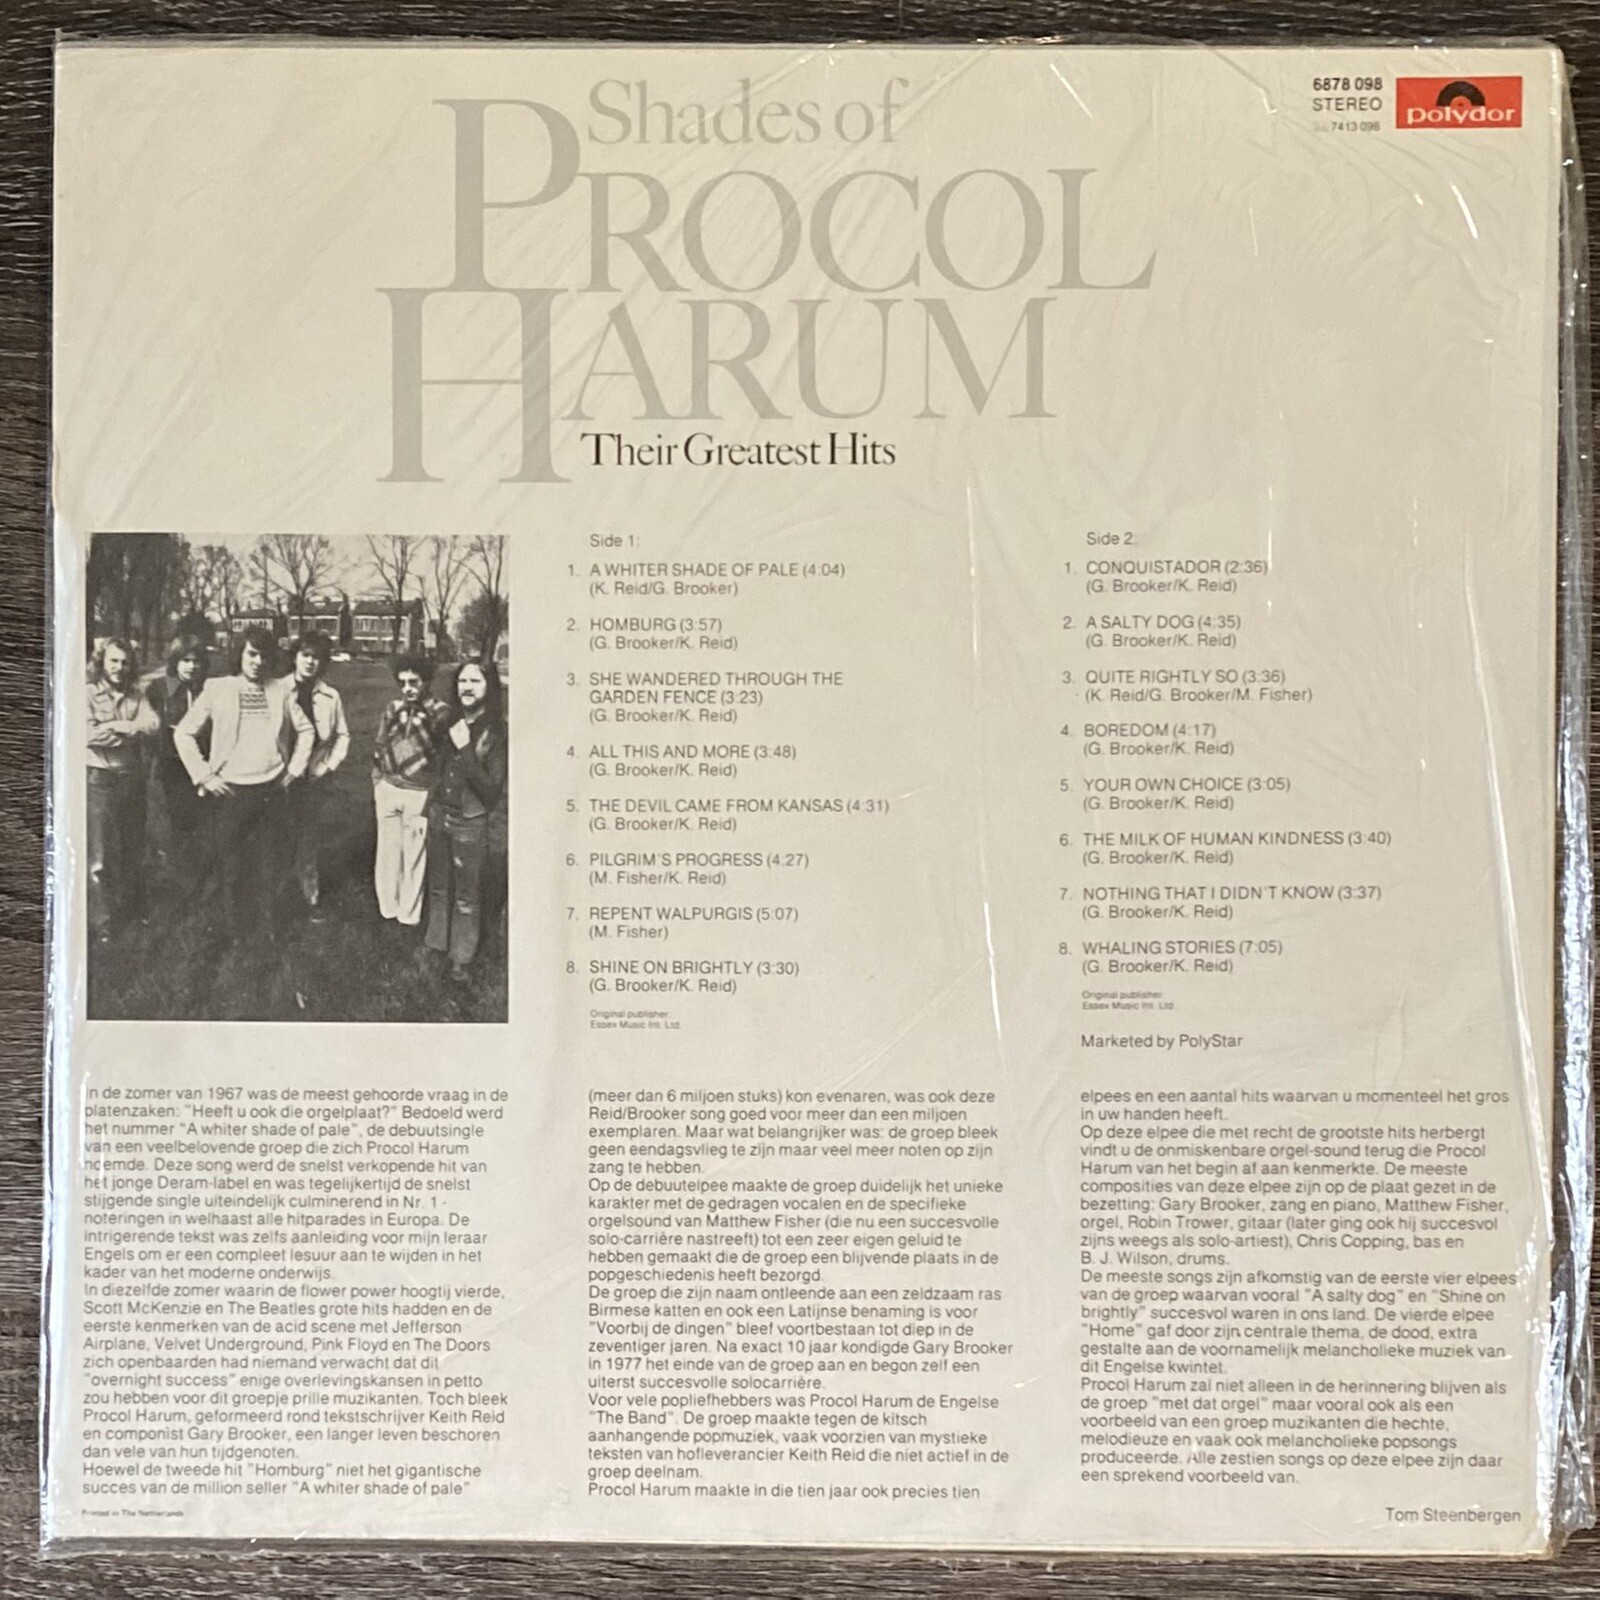 6878 098
STEREO
7413 098
polydor
Shades of
PROCOL
HARUM
Their Greatest Hits
Side 1:
1. A WHITER SHADE OF PALE (4:04)
(K. Reid/G. Brooker)
2. HOMBURG (3:57)
(G. Brooker/K. Reid)
3. SHE WANDERED THROUGH THE
GARDEN FENCE (3:23)
(G. Brooker/K. Reid)
4. ALL THIS AND MORE (3:48)
(G. Brooker/K. Reid)
5. THE DEVIL CAME FROM KANSAS (4:31)
(G. Brooker/K. Reid)
6. PILGRIM'S PROGRESS (4:27)
(M. Fisher/K. Reid)
7. REPENT WALPURGIS (5:07)
(M. Fisher)
8. SHINE ON BRIGHTLY (3:30)
(G. Brooker/K. Reid)
Original publisher:
Essex Music Int. Ltd.
Side 2:
1. CONQUISTADOR (2:36)
(G. Brooker/K. Reid)
2. A SALTY DOG (4:35)
(G. Brooker/K. Reid)
3. QUITE RIGHTLY SO (3:36)
(K. Reid/G. Brooker/M. Fisher)
4. BOREDOM (4:17)
(G. Brooker/K. Reid)
5. YOUR OWN CHOICE (3:05)
(G. Brooker/K. Reid)
6. THE MILK OF HUMAN KINDNESS (3:40)
(G. Brooker/K. Reid)
7. NOTHING THAT I DIDN'T KNOW (3:37)
(G. Brooker/K. Reid)
8. WHALING STORIES (7:05)
(G. Brooker/K. Reid)
Original publisher:
Essex Music Int. Ltd.
Marketed by PolyStar
In de zomer van 1967 was de meest gehoorde vraag in de
platenzaken: "Heeft u ook die orgelplaat?" Bedoeld werd
het nummer "A whiter shade of pale", de debuutsingle
van een veelbelovende groep die zich Procol Harum
noemde. Deze song werd de snelst verkopende hit van
het jonge Deram-label en was tegelijkertijd de snelst
stijgende single uiteindelijk culminerend in Nr. 1 -
noteringen in welhaast alle hitparades in Europa. De
intrigerende tekst was zelfs aanleiding voor mijn leraar
Engels om er een compleet lesuur aan te wijden in het
kader van het moderne onderwijs.
In diezelfde zomer waarin de flower power hoogtij vierde,
Scott McKenzie en The Beatles grote hits hadden en de
eerste kenmerken van de acid scene met Jefferson
Airplane, Velvet Underground, Pink Floyd en The Doors
zich openbaarden had niemand verwacht dat dit
"overnight success" enige overlevingskansen in petto
zou hebben voor dit groepje prille muzikanten. Toch bleek
Procol Harum, geformeerd rond tekstschrijver Keith Reid
en componist Gary Brooker, een langer leven beschoren
dan vele van hun tijdgenoten.
Hoewel de tweede hit "Homburg" niet het gigantische
succes van de million seller "A whiter shade of pale"
(meer dan 6 miljoen stuks) kon evenaren, was ook deze
Reid/Brooker song goed voor meer dan een miljoen
exemplaren. Maar wat belangrijker was: de groep bleek
geen eendagsvlieg te zijn maar veel meer noten op zijn
zang te hebben.
Op de debuutelpee maakte de groep duidelijk het unieke
karakter met de gedragen vocalen en de specifieke
orgelsound van Matthew Fisher (die nu een succesvolle
solo-carrière nastreeft) tot een zeer eigen geluid te
hebben gemaakt die de groep een blijvende plaats in de
popgeschiedenis heeft bezorgd.
De groep die zijn naam ontleende aan een zeldzaam ras
Birmese katten en ook een Latijnse benaming is voor
"Voorbij de dingen" bleef voortbestaan tot diep in de
zeventiger jaren. Na exact 10 jaar kondigde Gary Brooker
in 1977 het einde van de groep aan en begon zelf een
uiterst succesvolle solocarrière.
Voor vele popliefhebbers was Procol Harum de Engelse
"The Band". De groep maakte tegen de kitsch
aanhangende popmuziek, vaak voorzien van mystieke
teksten van hofleverancier Keith Reid die niet actief in de
groep deelnam.
Procol Harum maakte in die tien jaar ook precies tien
elpees en een aantal hits waarvan u momenteel het gros
in uw handen heeft.
Op deze elpee die met recht de grootste hits herbergt
vindt u de onmiskenbare orgel-sound terug die Procol
Harum van het begin af aan kenmerkte. De meeste
composities van deze elpee zijn op de plaat gezet in de
bezetting: Gary Brooker, zang en piano, Matthew Fisher,
orgel, Robin Trower, gitaar (later ging ook hij succesvol
zijns weegs als solo-artiest), Chris Copping, bas en
B. J. Wilson, drums.
De meeste songs zijn afkomstig van de eerste vier elpees
van de groep waarvan vooral "A salty dog" en "Shine on
brightly" succesvol waren in ons land. De vierde elpee
"Home" gaf door zijn centrale thema, de dood, extra
gestalte aan de voornamelijk melancholieke muziek van
dit Engelse kwintet.
Procol Harum zal niet alleen in de herinnering blijven als
de groep "met dat orgel" maar vooral ook als een
voorbeeld van een groep muzikanten die hechte,
melodieuze en vaak ook melancholieke popsongs
produceerde. Alle zestien songs op deze elpee zijn daar
een sprekend voorbeeld van.
Tom Steenbergen
Printed in The Netherlands